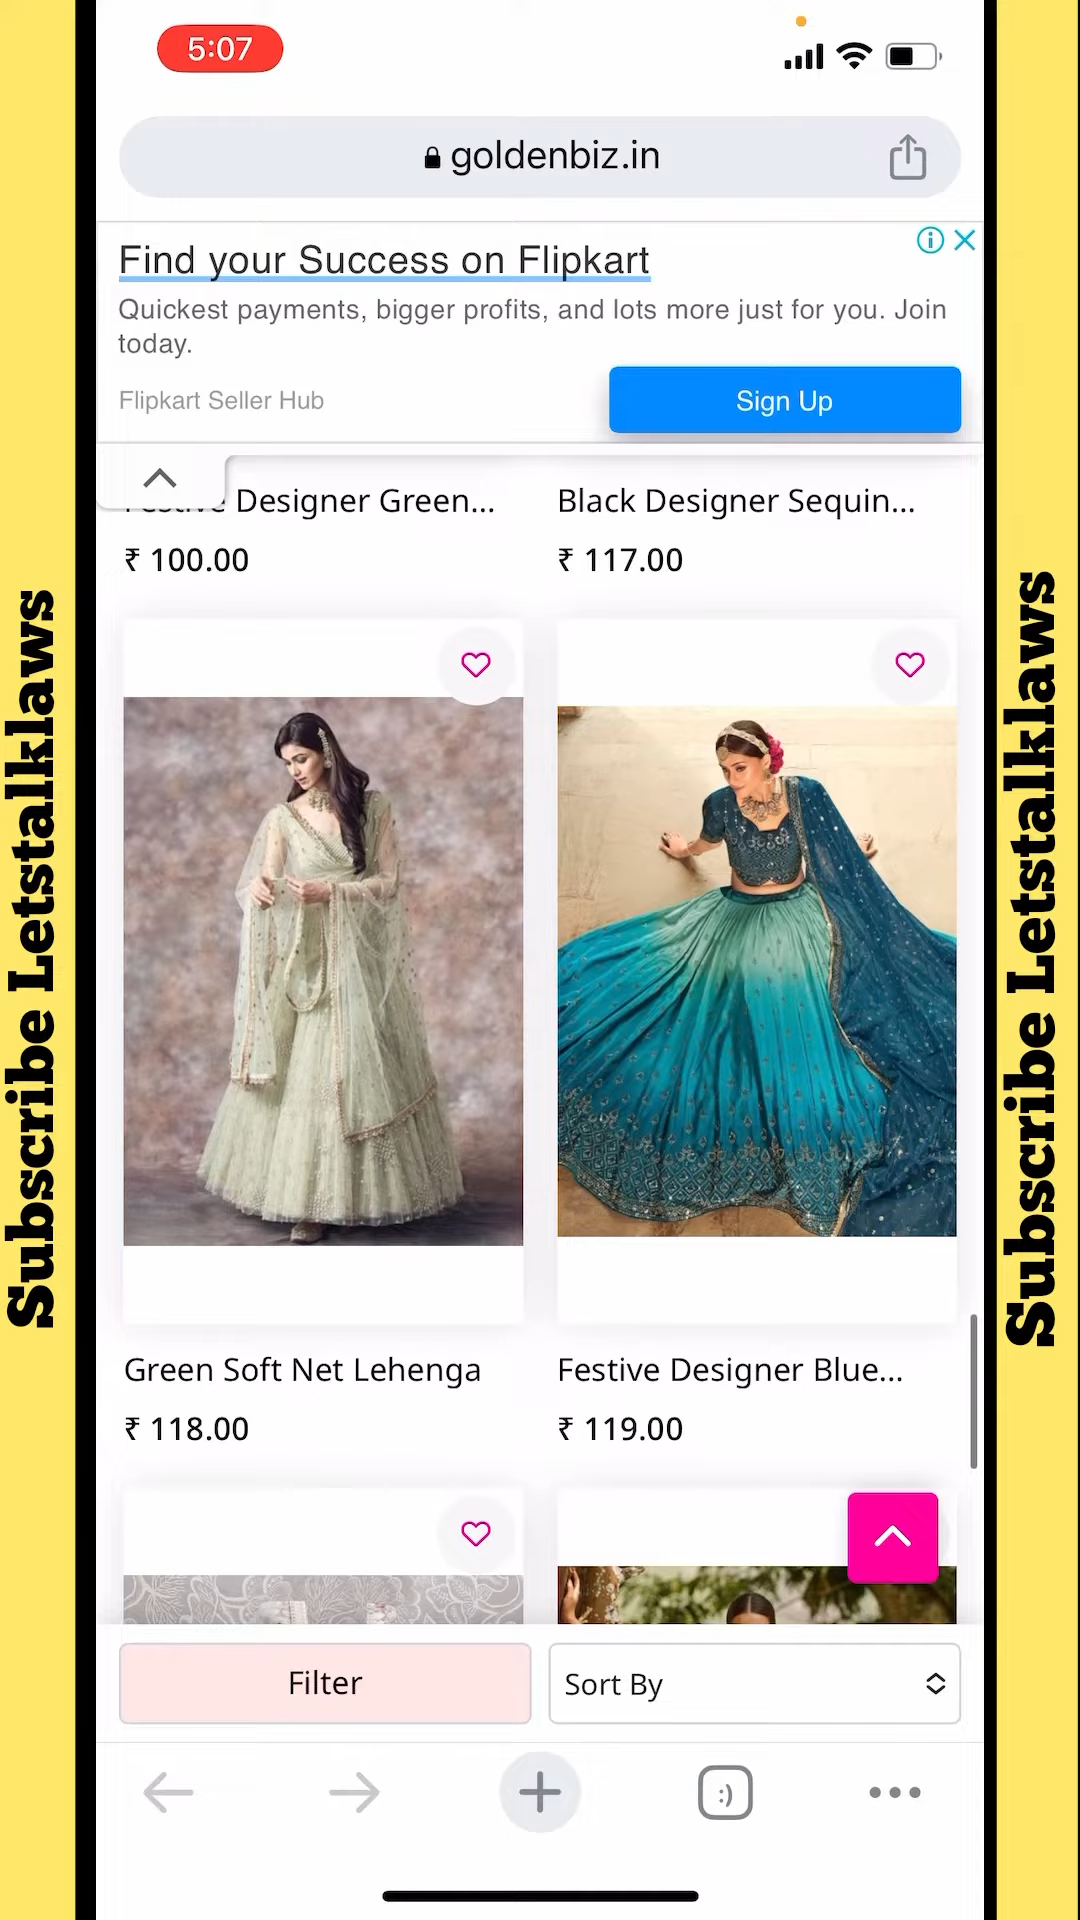 5:07
goldenbiz.in
Find your Success on Flipkart
Quickest payments, bigger profits, and lots more just for you. Join
today.
Flipkart Seller Hub
Sign Up
Designer Green...
Black Designer Sequin...
₹ 100.00
₹ 117.00
Subscribe Letstalklaws
Subscribe Letstalklaws
Green Soft Net Lehenga
Festive Designer Blue...
₹ 118.00
₹ 119.00
Filter
Sort By
:)